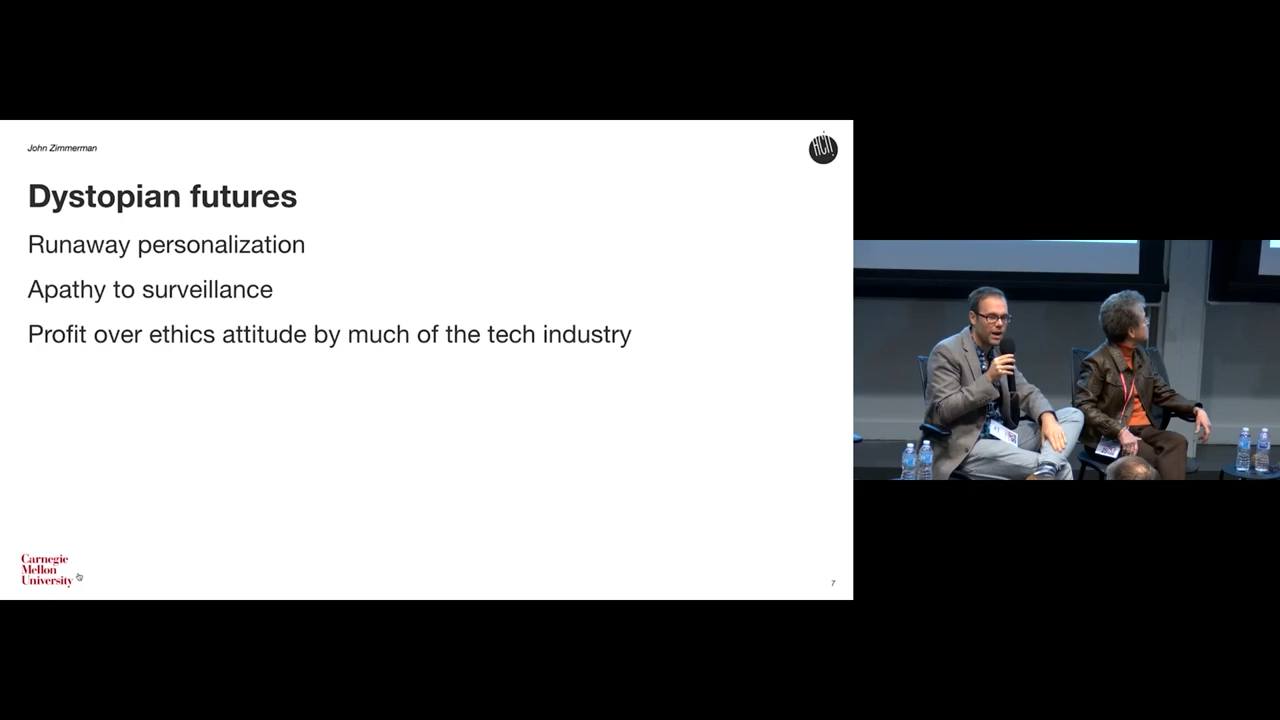 John Zimmerman
HCII
Dystopian futures
Runaway personalization
Apathy to surveillance
Profit over ethics attitude by much of the tech industry
Carnegie
Mellon
University
7